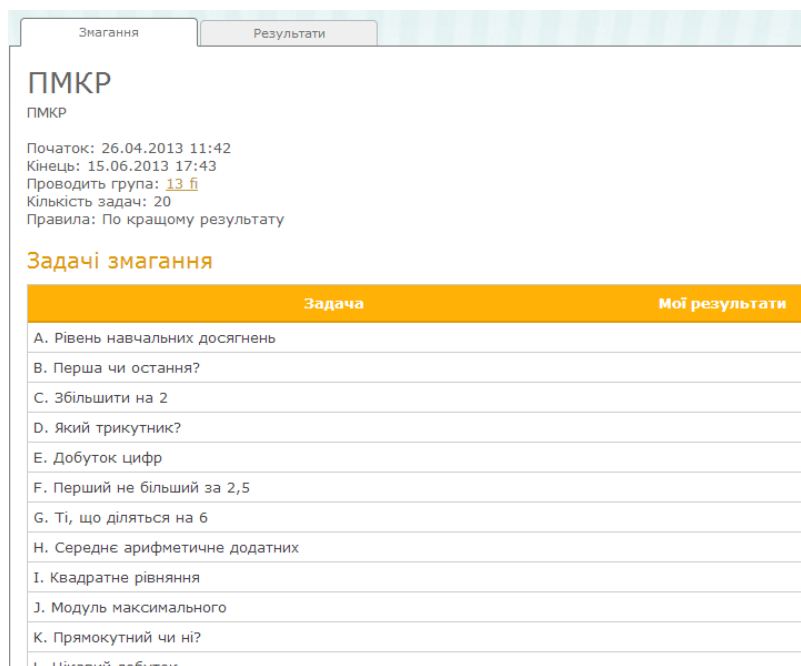 Змагання
Результати
ПМКР
ПМКР
Початок: 26.04.2013 11:42
Кінець: 15.06.2013 17:43
Проводить група: 13 fi
Кількість задач: 20
Правила: По кращому результату
Задачі змагання
Задача
Мої результати
A. Рівень навчальних досягнень
B. Перша чи остання?
C. Збільшити на 2
D. Який трикутник?
E. Добуток цифр
F. Перший не більший за 2,5
G. Ті, що діляться на 6
H. Середнє арифметичне додатних
I. Квадратне рівняння
J. Модуль максимального
K. Прямокутний чи ні?